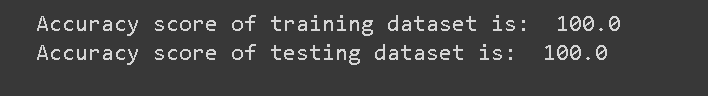 Accuracy score of training dataset is:  100.0
Accuracy score of testing dataset is:  100.0